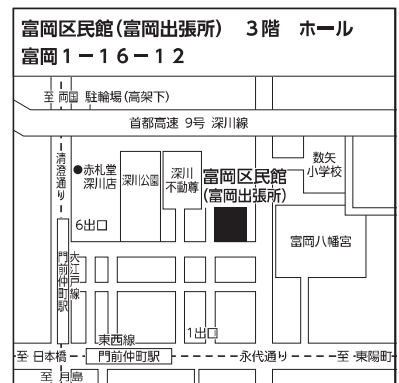 富岡区民館（富岡出張所）　３階　ホール
富岡１－１６－１２
至 両国 駐輪場（高架下）
首都高速 9号 深川線
清澄通り
●赤札堂
深川店
深川公園
深川
不動尊
富岡区民館
（富岡出張所）
数矢
小学校
6出口
富岡八幡宮
大江戸線
門前仲町駅
東西線
1出口
至 日本橋
門前仲町駅
永代通り
至 東陽町
至 月島